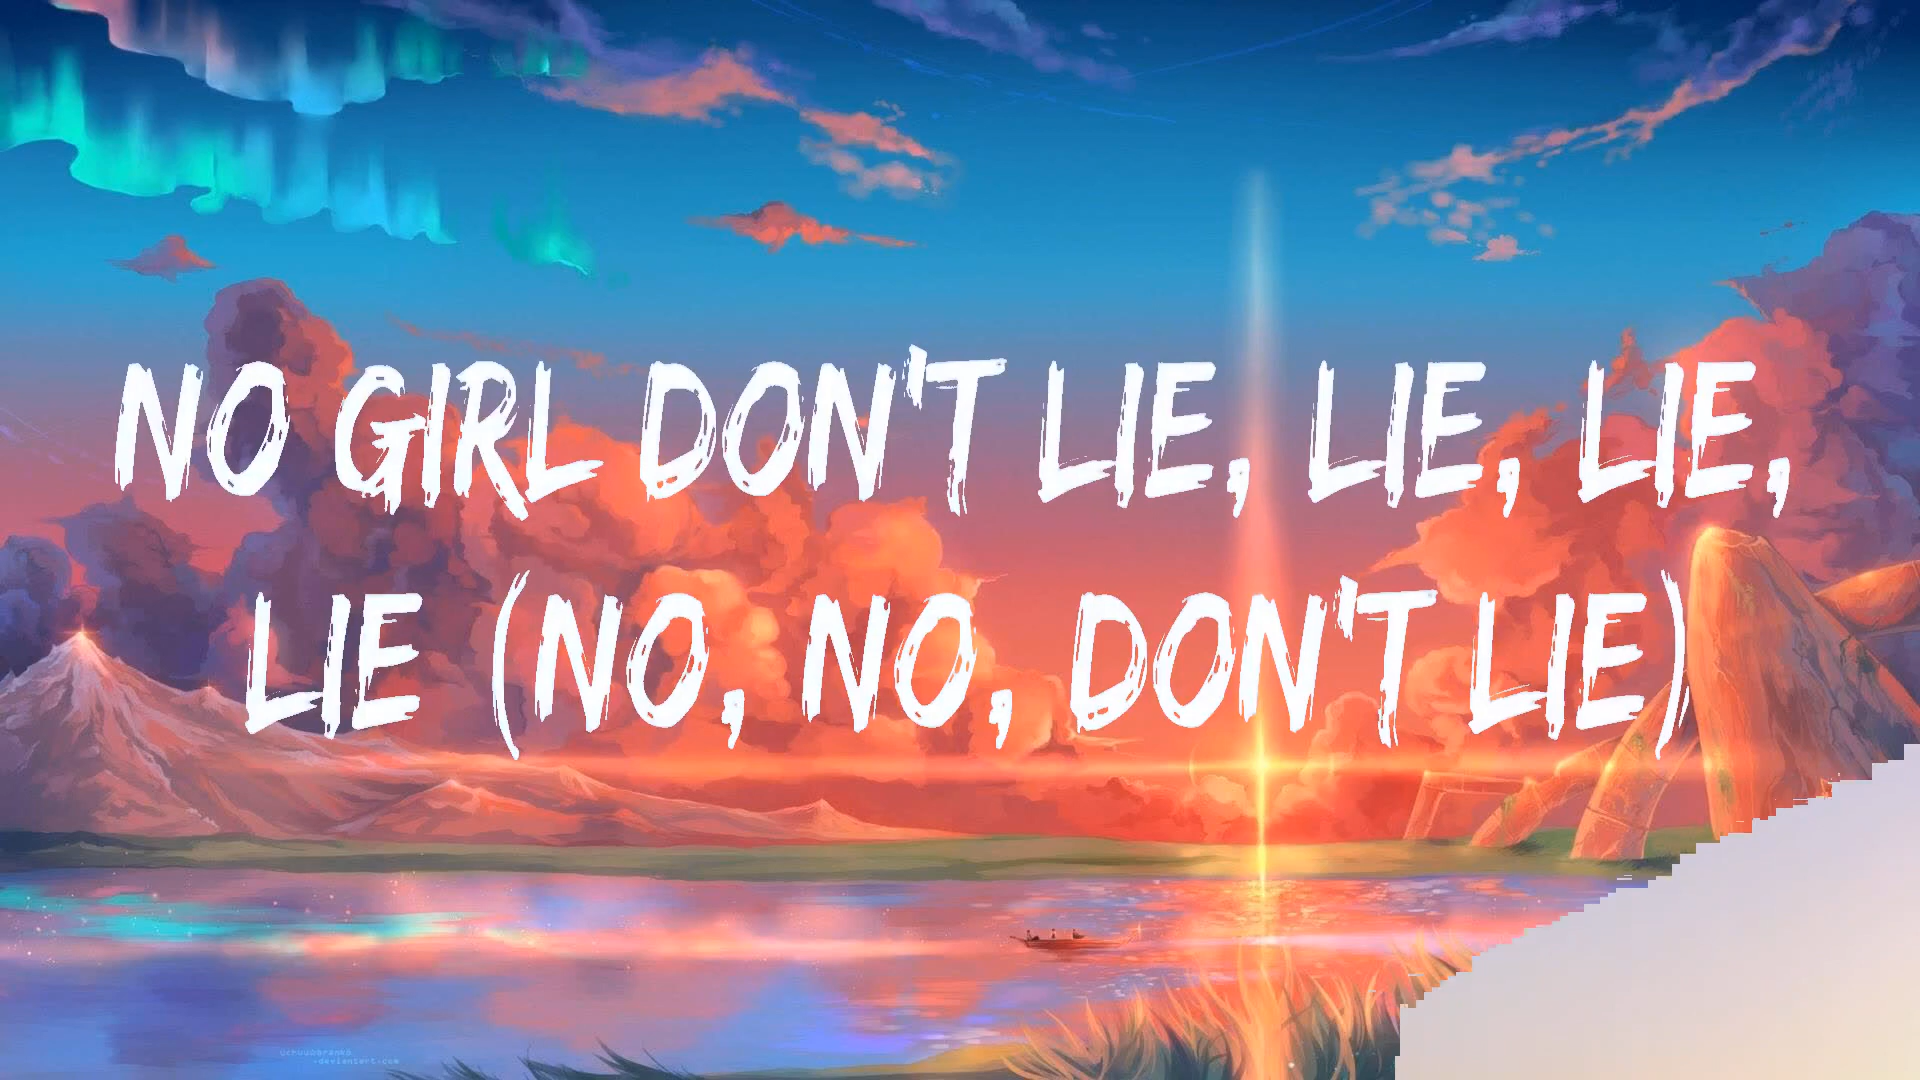 NO GIRL DON'T LIE, LIE, LIE,
LIE (NO, NO, DON'T LIE)